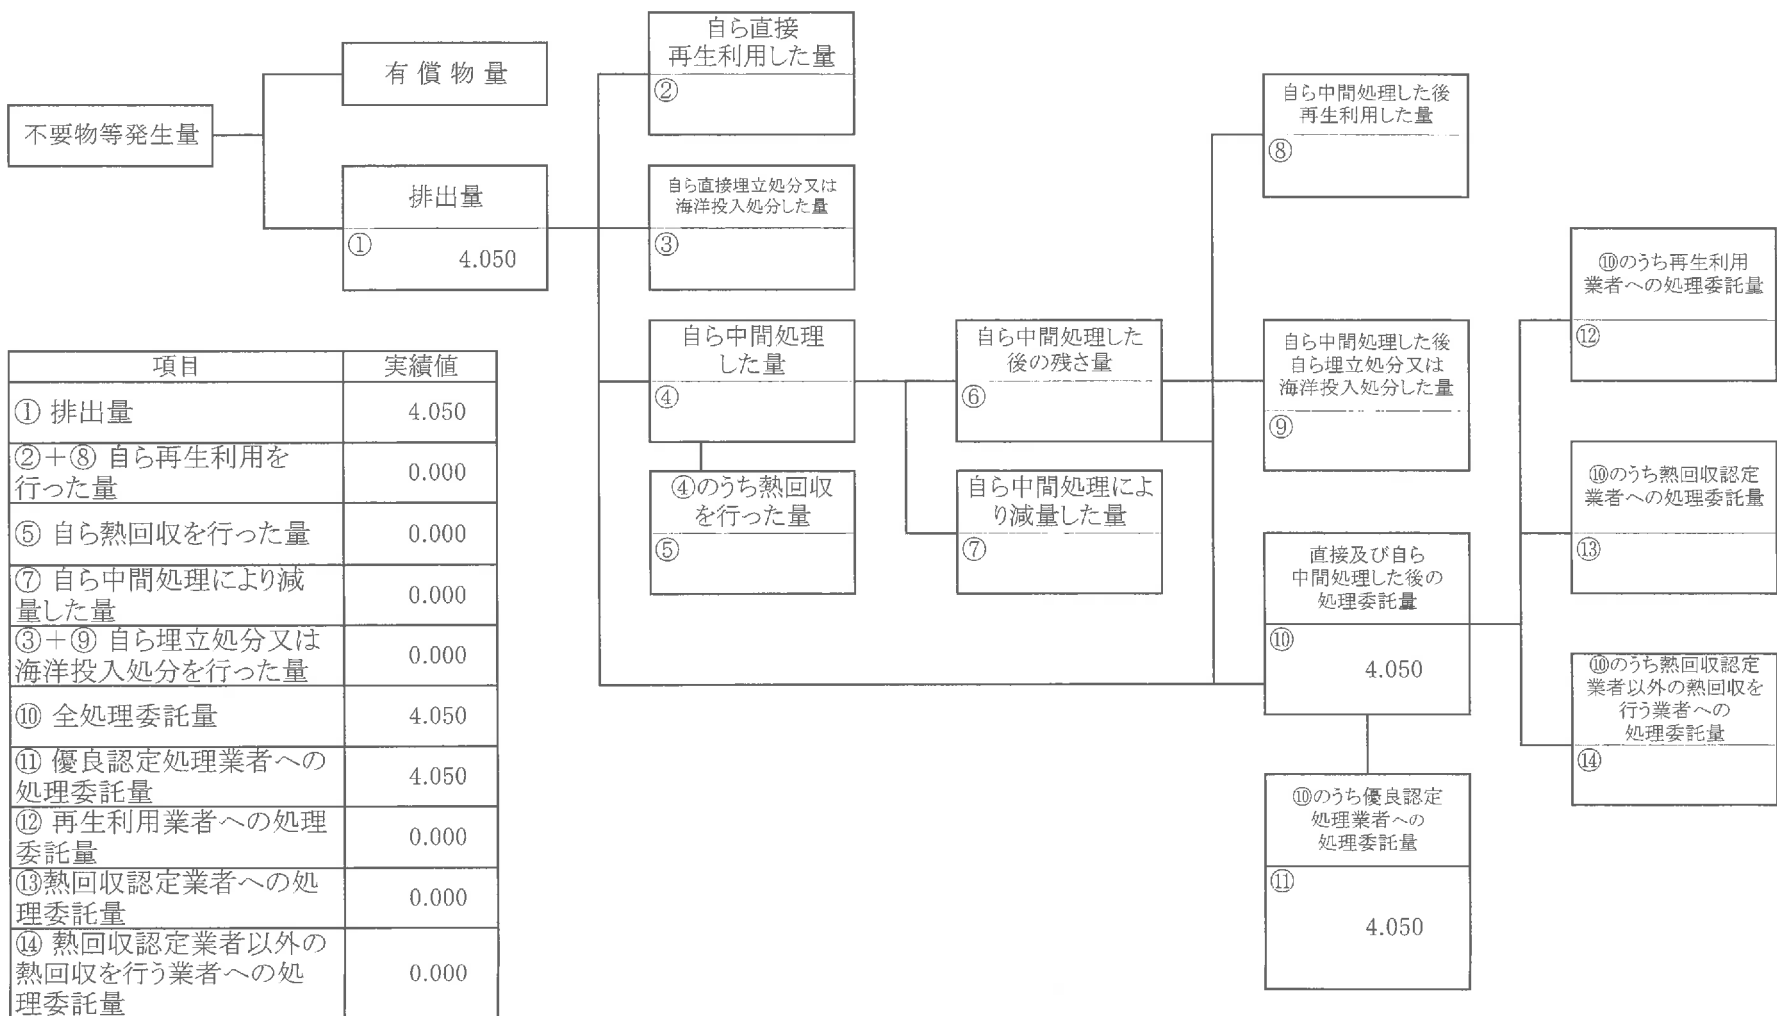 不要物等発生量
有償物量
排出量
①
4.050
自ら直接
再生利用した量
②
自ら直接埋立処分又は
海洋投入処分した量
③
自ら中間処理
した量
④
④のうち熱回収
を行った量
⑤
自ら中間処理した
後の残さ量
⑥
自ら中間処理によ
り減量した量
⑦
自ら中間処理した後
再生利用した量
⑧
自ら中間処理した後
自ら埋立処分又は
海洋投入処分した量
⑨
直接及び自ら
中間処理した後の
処理委託量
⑩
4.050
⑩のうち優良認定
処理業者への
処理委託量
⑪
4.050
⑩のうち再生利用
業者への処理委託量
⑫
⑩のうち熱回収認定
業者への処理委託量
⑬
⑩のうち熱回収認定
業者以外の熱回収を
行う業者への
処理委託量
⑭
項目 実績値
① 排出量 4.050
②＋⑧ 自ら再生利用を
行った量 0.000
⑤ 自ら熱回収を行った量 0.000
⑦ 自ら中間処理により減
量した量 0.000
③＋⑨ 自ら埋立処分又は
海洋投入処分を行った量 0.000
⑩ 全処理委託量 4.050
⑪ 優良認定処理業者への
処理委託量 4.050
⑫ 再生利用業者への処理
委託量 0.000
⑬熱回収認定業者への処
理委託量 0.000
⑭ 熱回収認定業者以外の
熱回収を行う業者への処
理委託量 0.000